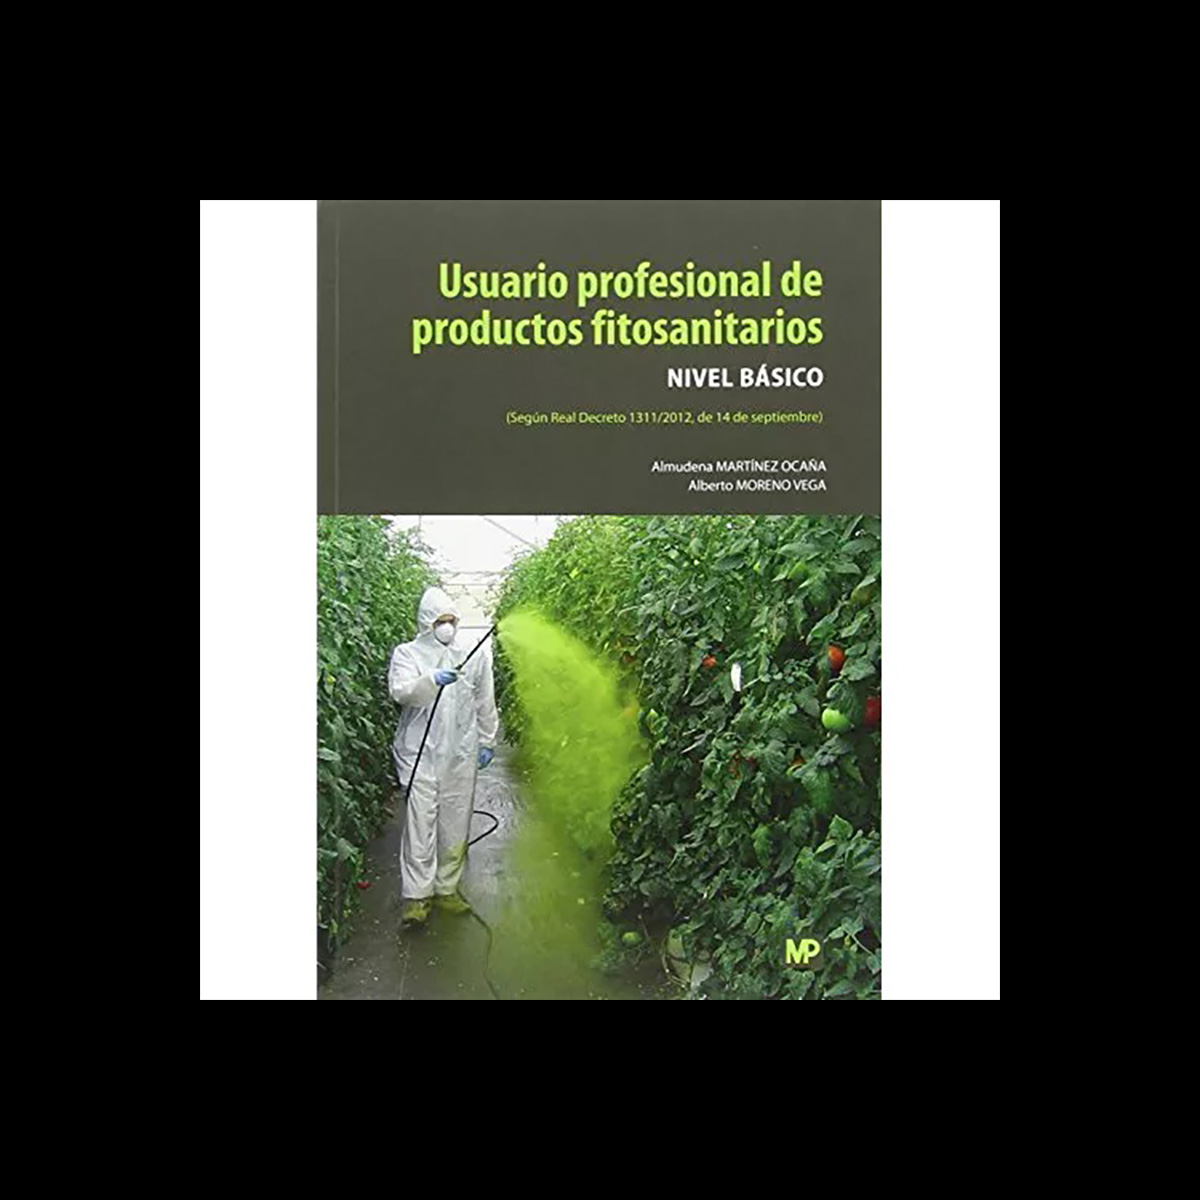 Usuario profesional de
productos fitosanitarios
NIVEL BÁSICO
(Según Real Decreto 1311/2012, de 14 de septiembre)
Almudena MARTÍNEZ OCAÑA
Alberto MORENO VEGA
MP